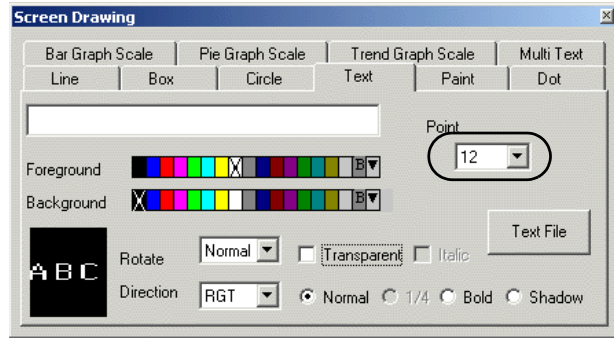 Screen Drawing
Bar Graph Scale Pie Graph Scale Trend Graph Scale Multi Text
Line Box Circle Text Paint Dot
Point
12
Foreground B
Background B
Text File
Rotate Normal Transparent Italic
ABC
Direction RGT Normal 1/4 Bold Shadow